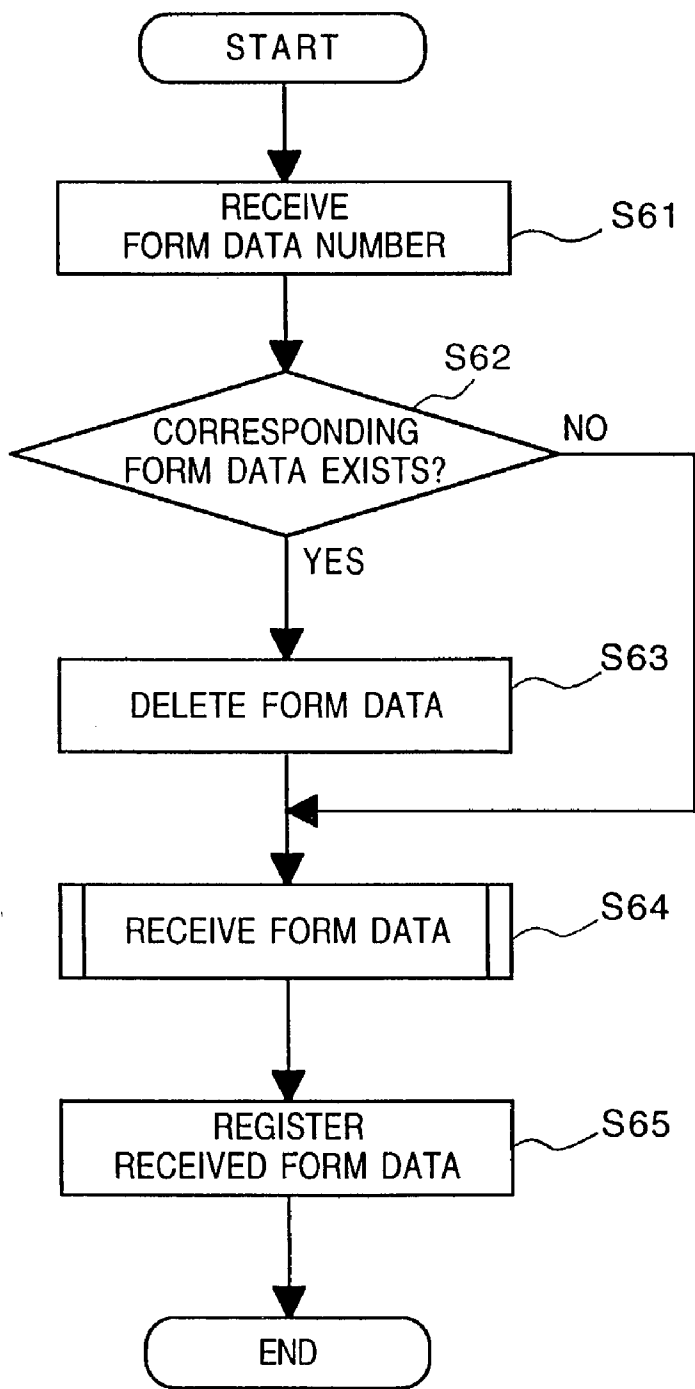 START
RECEIVE
FORM DATA NUMBER
S61
S62
CORRESPONDING
FORM DATA EXISTS?
NO
YES
S63
DELETE FORM DATA
S64
RECEIVE FORM DATA
REGISTER
RECEIVED FORM DATA
S65
END